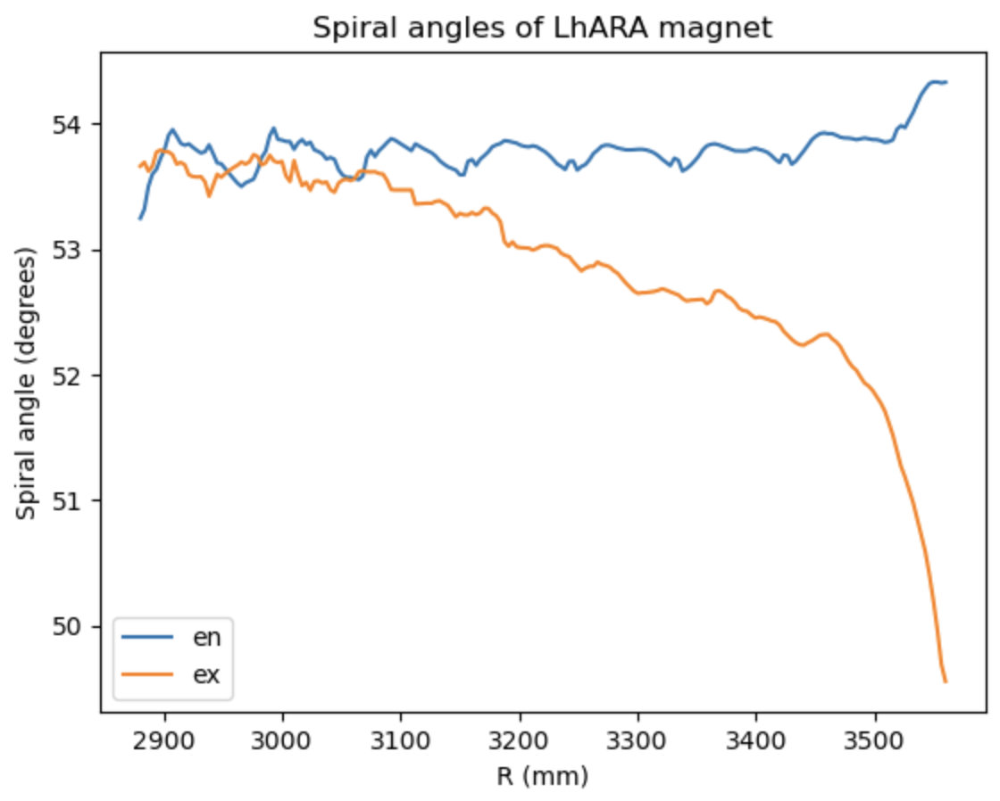 Spiral angles of LhARA magnet
54
53
52
51
50
Spiral angle (degrees)
en
ex
2900 3000 3100 3200 3300 3400 3500
R (mm)